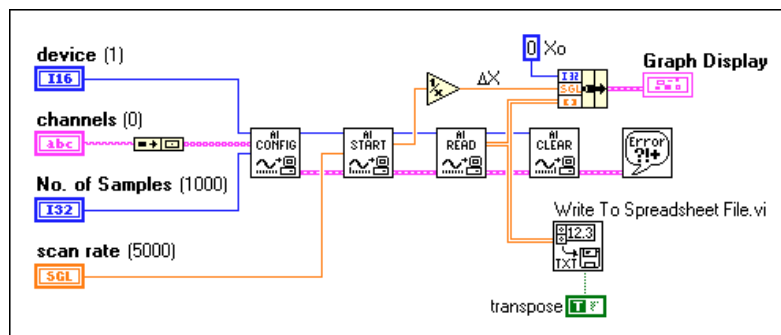 device (1)
I16
channels (0)
abc
No. of Samples (1000)
I32
scan rate (5000)
SGL
AI
CONFIG
AI
START
AI
READ
AI
CLEAR
Error
?!+
1/x
ΔX
0 Xo
I32
SGL
Graph Display
Write To Spreadsheet File.vi
12.3
TXT
transpose T